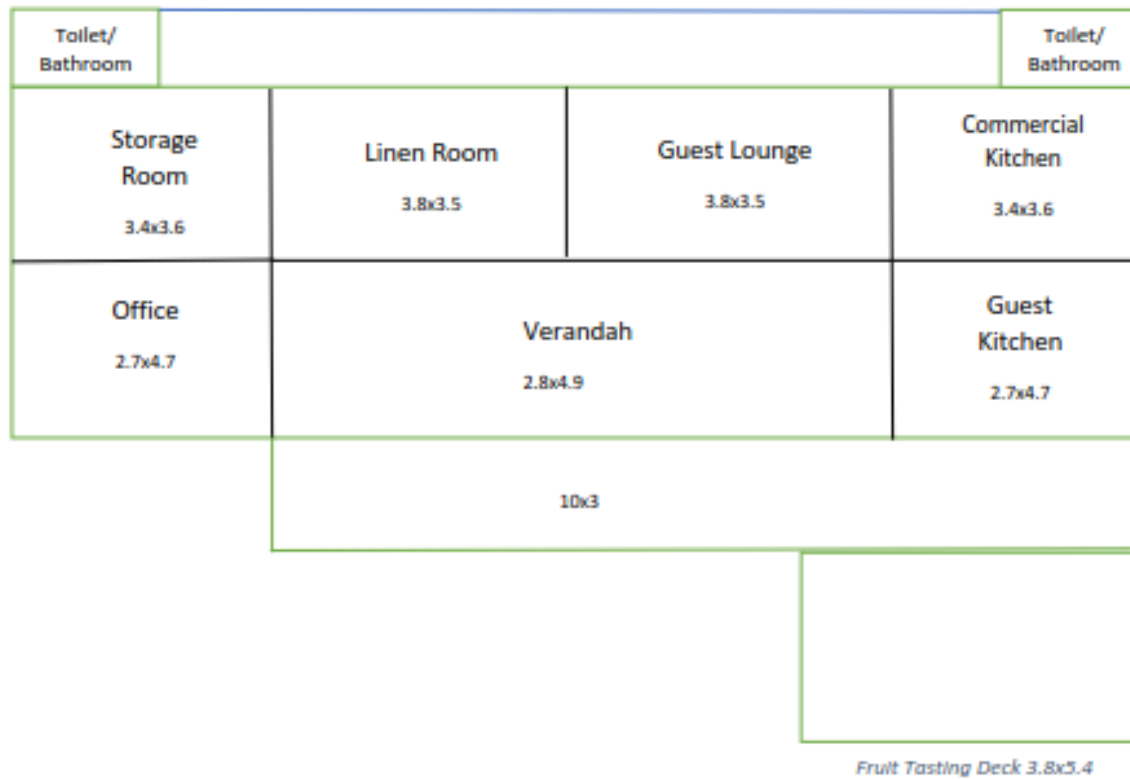 Toilet/
Bathroom
Toilet/
Bathroom
Storage
Room
3.4x3.6
Linen Room
3.8x3.5
Guest Lounge
3.8x3.5
Commercial
Kitchen
3.4x3.6
Office
2.7x4.7
Verandah
2.8x4.9
Guest
Kitchen
2.7x4.7
10x3
Fruit Tasting Deck 3.8x5.4